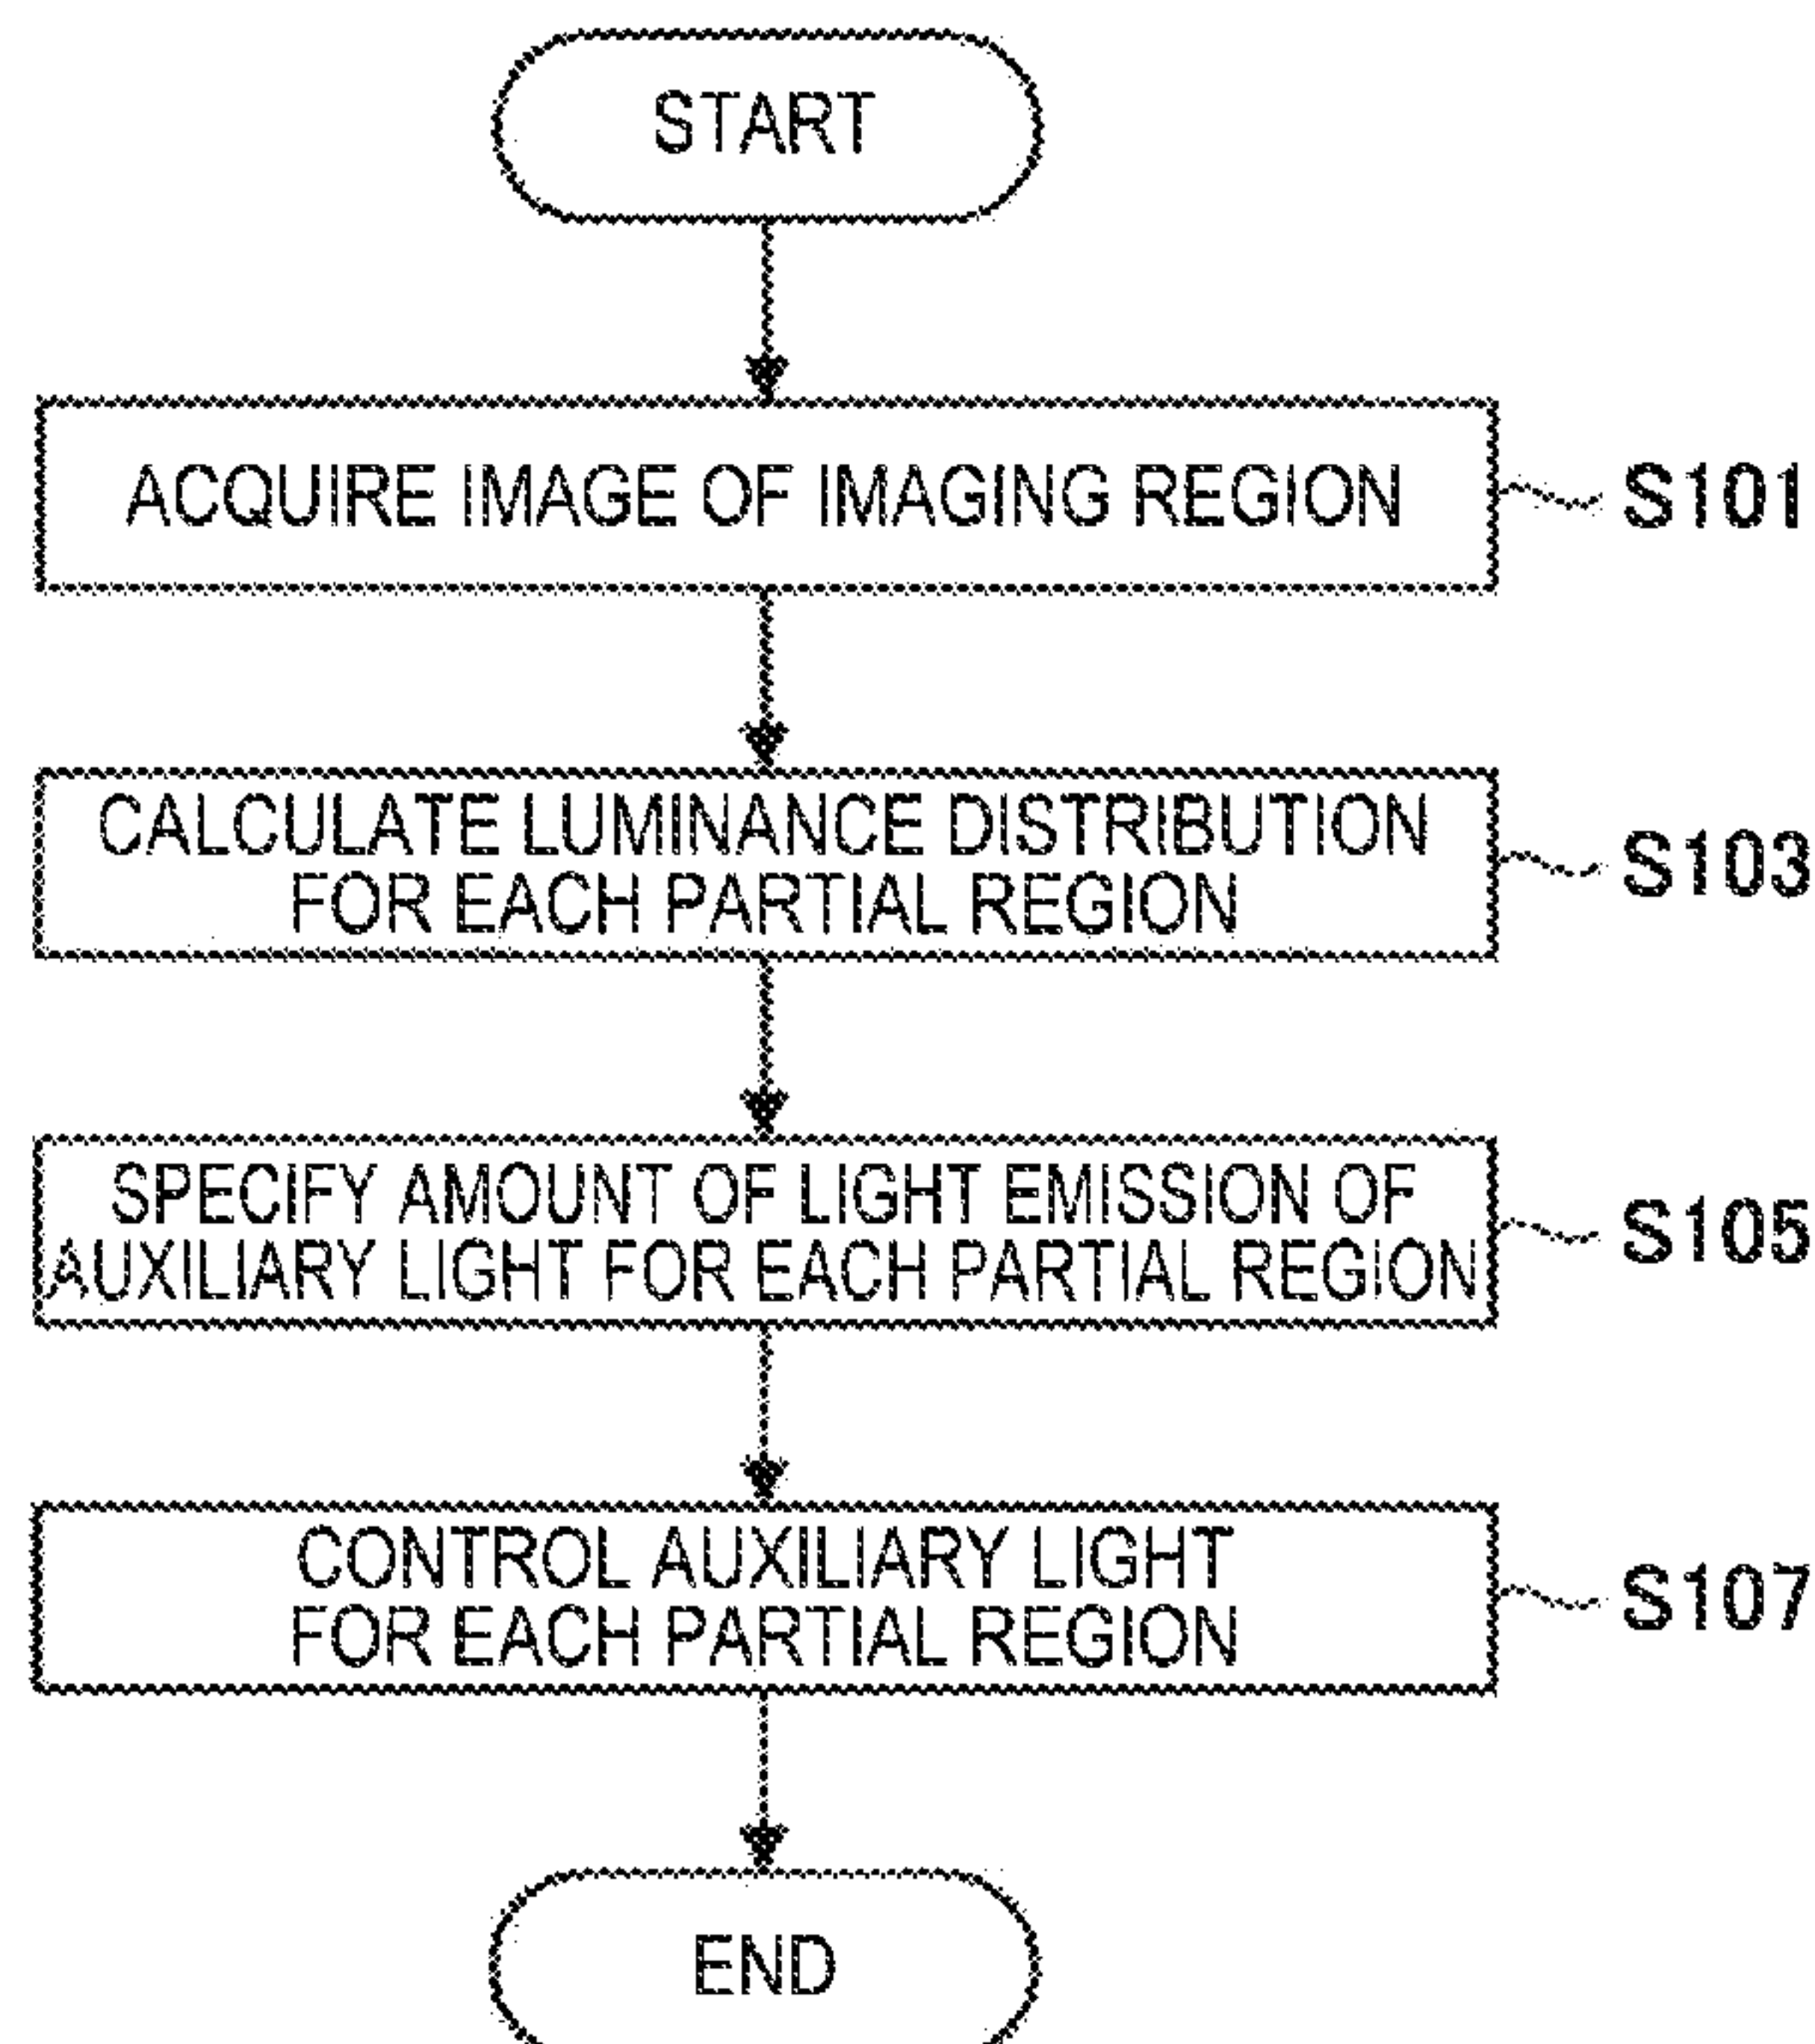 START
ACQUIRE IMAGE OF IMAGING REGION
S101
CALCULATE LUMINANCE DISTRIBUTION
FOR EACH PARTIAL REGION
S103
SPECIFY AMOUNT OF LIGHT EMISSION OF
AUXILIARY LIGHT FOR EACH PARTIAL REGION
S105
CONTROL AUXILIARY LIGHT
FOR EACH PARTIAL REGION
S107
END